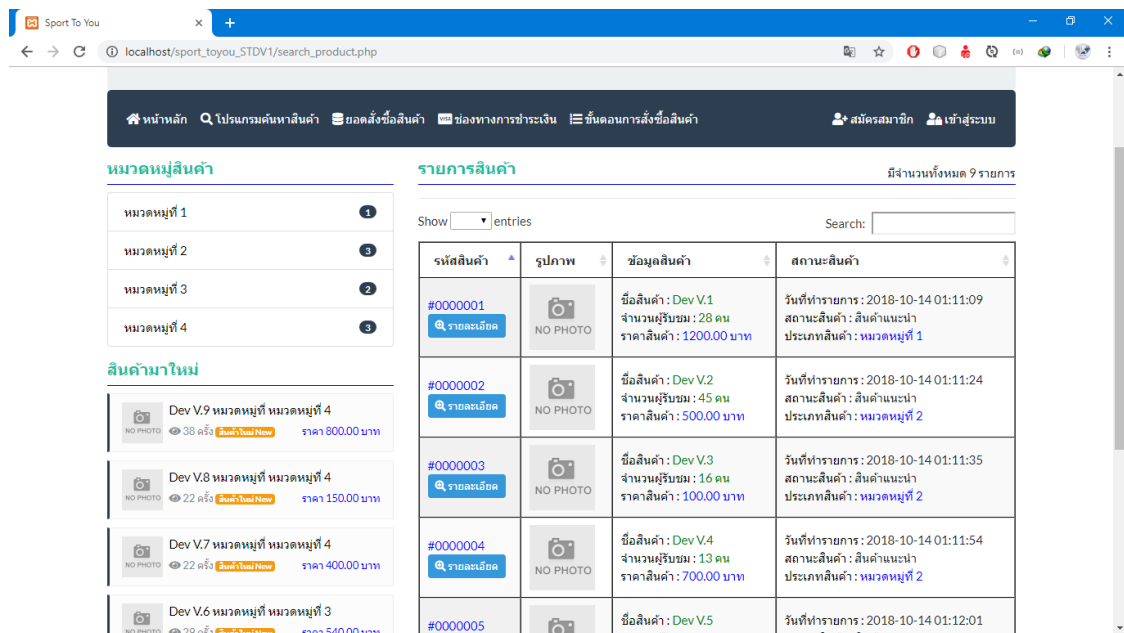 Sport To You
localhost/sport_toyou_STDV1/search_product.php
หน้าหลัก โปรแกรมค้นหาสินค้า ยอดสั่งซื้อสินค้า VISA ช่องทางการชำระเงิน ขั้นตอนการสั่งซื้อสินค้า สมัครสมาชิก เข้าสู่ระบบ
หมวดหมู่สินค้า
หมวดหมู่ที่ 1 1
หมวดหมู่ที่ 2 3
หมวดหมู่ที่ 3 2
หมวดหมู่ที่ 4 3
สินค้ามาใหม่
NO PHOTO
Dev V.9 หมวดหมู่ที่ หมวดหมู่ที่ 4
38 ครั้ง สินค้าใหม่ New ราคา 800.00 บาท
NO PHOTO
Dev V.8 หมวดหมู่ที่ หมวดหมู่ที่ 4
22 ครั้ง สินค้าใหม่ New ราคา 150.00 บาท
NO PHOTO
Dev V.7 หมวดหมู่ที่ หมวดหมู่ที่ 4
22 ครั้ง สินค้าใหม่ New ราคา 400.00 บาท
NO PHOTO
Dev V.6 หมวดหมู่ที่ หมวดหมู่ที่ 3
29 ครั้ง สินค้าใหม่ New ราคา 540.00 บาท
รายการสินค้า
มีจำนวนทั้งหมด 9 รายการ
Show entries
Search:
รหัสสินค้า รูปภาพ ข้อมูลสินค้า สถานะสินค้า
#0000001
รายละเอียด
NO PHOTO
ชื่อสินค้า : Dev V.1
จำนวนผู้รับชม : 28 คน
ราคาสินค้า : 1200.00 บาท
วันที่ทำรายการ : 2018-10-14 01:11:09
สถานะสินค้า : สินค้าแนะนำ
ประเภทสินค้า : หมวดหมู่ที่ 1
#0000002
รายละเอียด
NO PHOTO
ชื่อสินค้า : Dev V.2
จำนวนผู้รับชม : 45 คน
ราคาสินค้า : 500.00 บาท
วันที่ทำรายการ : 2018-10-14 01:11:24
สถานะสินค้า : สินค้าแนะนำ
ประเภทสินค้า : หมวดหมู่ที่ 2
#0000003
รายละเอียด
NO PHOTO
ชื่อสินค้า : Dev V.3
จำนวนผู้รับชม : 16 คน
ราคาสินค้า : 100.00 บาท
วันที่ทำรายการ : 2018-10-14 01:11:35
สถานะสินค้า : สินค้าแนะนำ
ประเภทสินค้า : หมวดหมู่ที่ 2
#0000004
รายละเอียด
NO PHOTO
ชื่อสินค้า : Dev V.4
จำนวนผู้รับชม : 13 คน
ราคาสินค้า : 700.00 บาท
วันที่ทำรายการ : 2018-10-14 01:11:54
สถานะสินค้า : สินค้าแนะนำ
ประเภทสินค้า : หมวดหมู่ที่ 2
#0000005
ชื่อสินค้า : Dev V.5
วันที่ทำรายการ : 2018-10-14 01:12:01